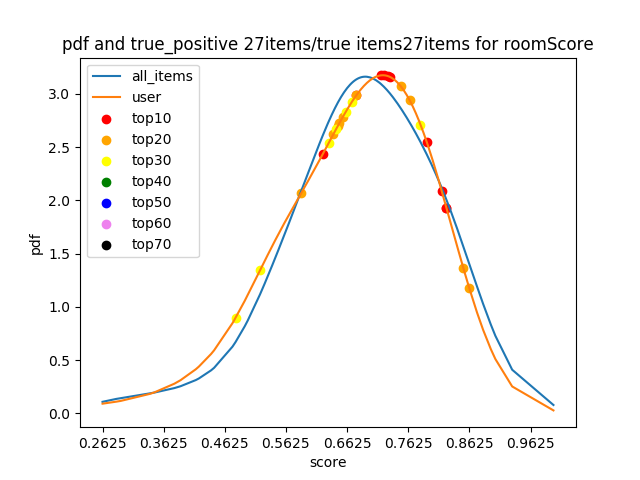 pdf and true_positive 27items/true items27items for roomScore
all_items
user
top10
top20
top30
top40
top50
top60
top70
pdf
3.0
2.5
2.0
1.5
1.0
0.5
0.0
0.2625 0.3625 0.4625 0.5625 0.6625 0.7625 0.8625 0.9625
score